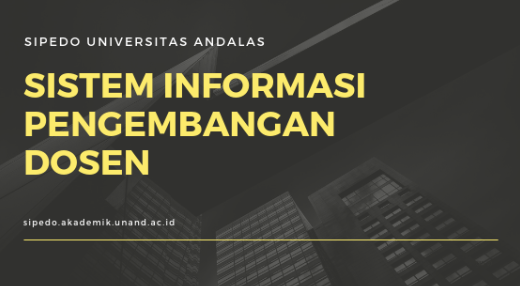 SIPEDO UNIVERSITAS ANDALAS
SISTEM INFORMASI
PENGEMBANGAN
DOSEN
sipedo.akademik.unand.ac.id